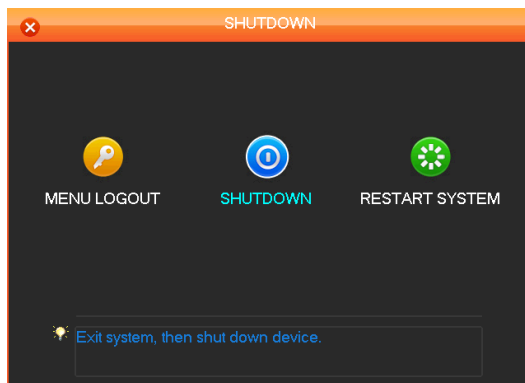 SHUTDOWN
MENU LOGOUT SHUTDOWN RESTART SYSTEM
Exit system, then shut down device.